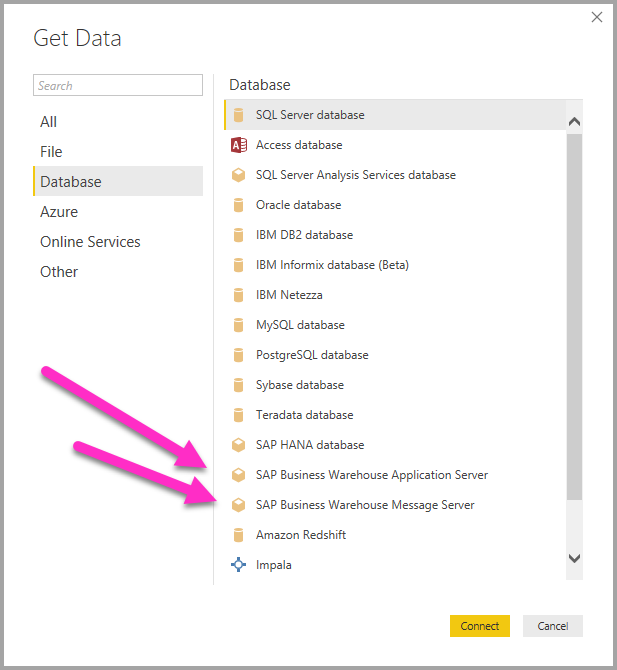 Get Data
Search
All
File
Database
Azure
Online Services
Other
Database
SQL Server database
Access database
SQL Server Analysis Services database
Oracle database
IBM DB2 database
IBM Informix database (Beta)
IBM Netezza
MySQL database
PostgreSQL database
Sybase database
Teradata database
SAP HANA database
SAP Business Warehouse Application Server
SAP Business Warehouse Message Server
Amazon Redshift
Impala
Connect
Cancel